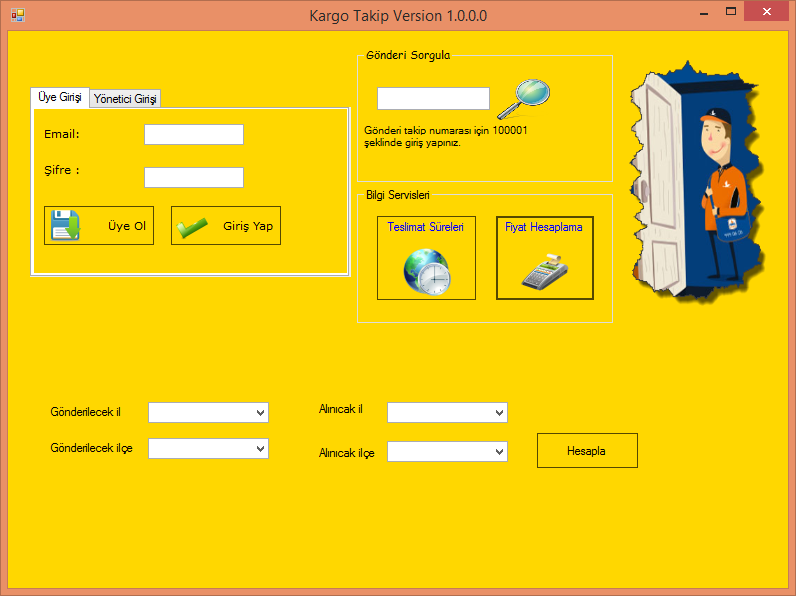 Kargo Takip Version 1.0.0.0
Üye Girişi
Yönetici Girişi
Email:
Şifre :
Üye Ol
Giriş Yap
Gönderi Sorgula
Gönderi takip numarası için 100001
şeklinde giriş yapınız.
Bilgi Servisleri
Teslimat Süreleri
Fiyat Hesaplama
Gönderilecek il
Alınıcak il
Gönderilecek ilçe
Alınıcak ilçe
Hesapla